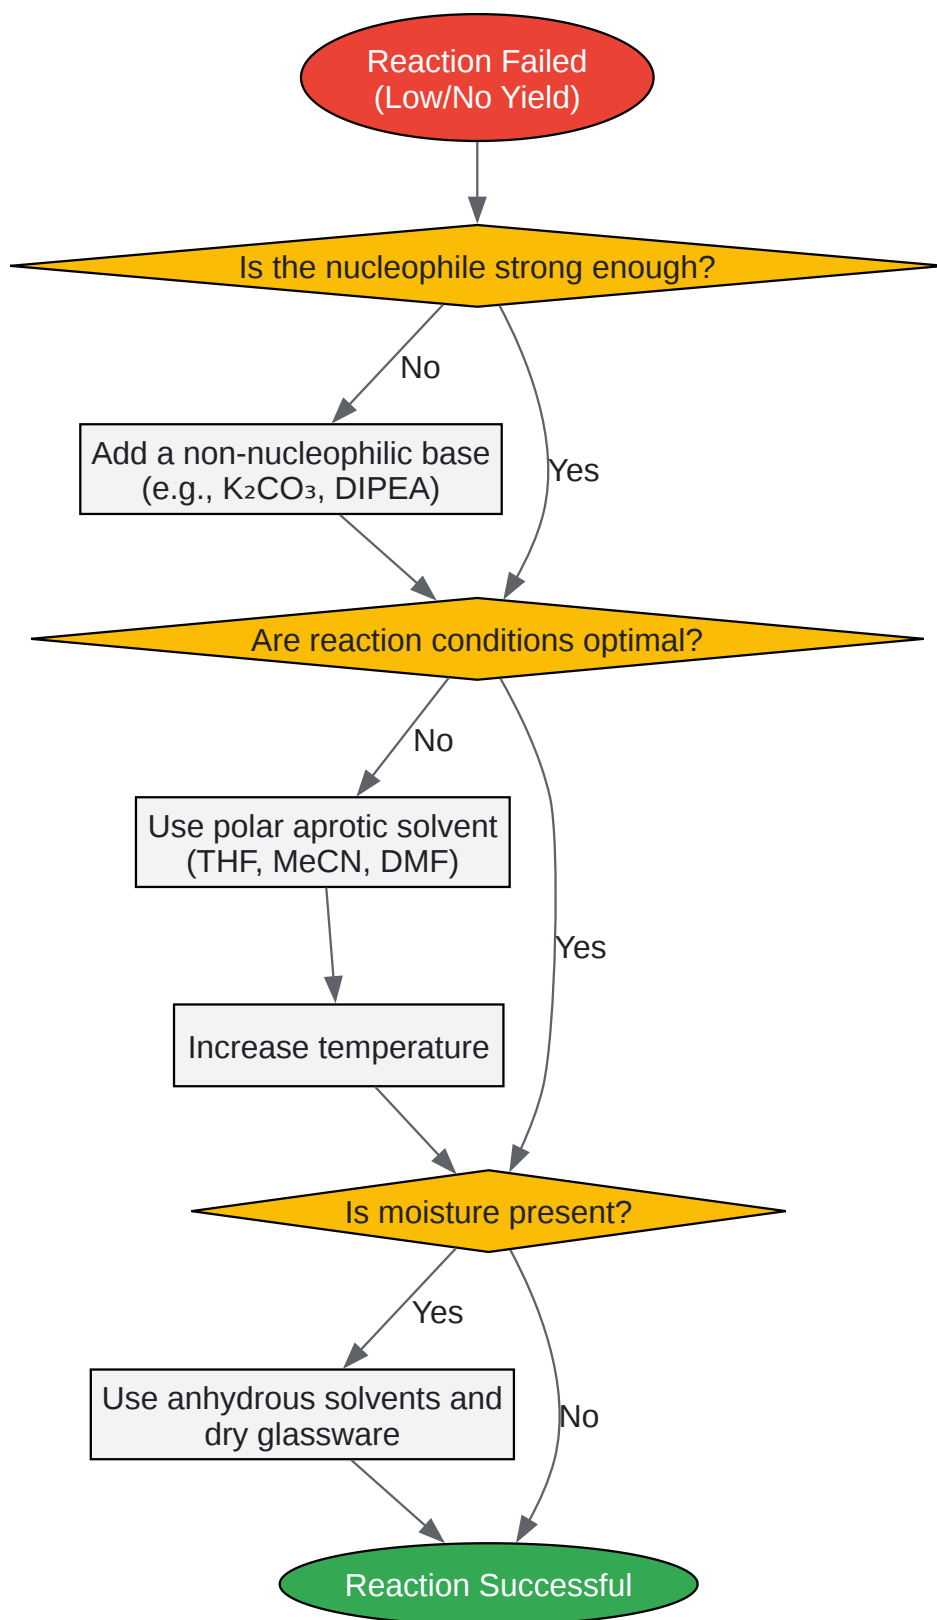 Reaction Failed
(Low/No Yield)
Is the nucleophile strong enough?
No
Add a non-nucleophilic base
(e.g., K₂CO₃, DIPEA)
Yes
Are reaction conditions optimal?
No
Use polar aprotic solvent
(THF, MeCN, DMF)
Yes
Increase temperature
Is moisture present?
Yes
Use anhydrous solvents and
dry glassware
No
Reaction Successful